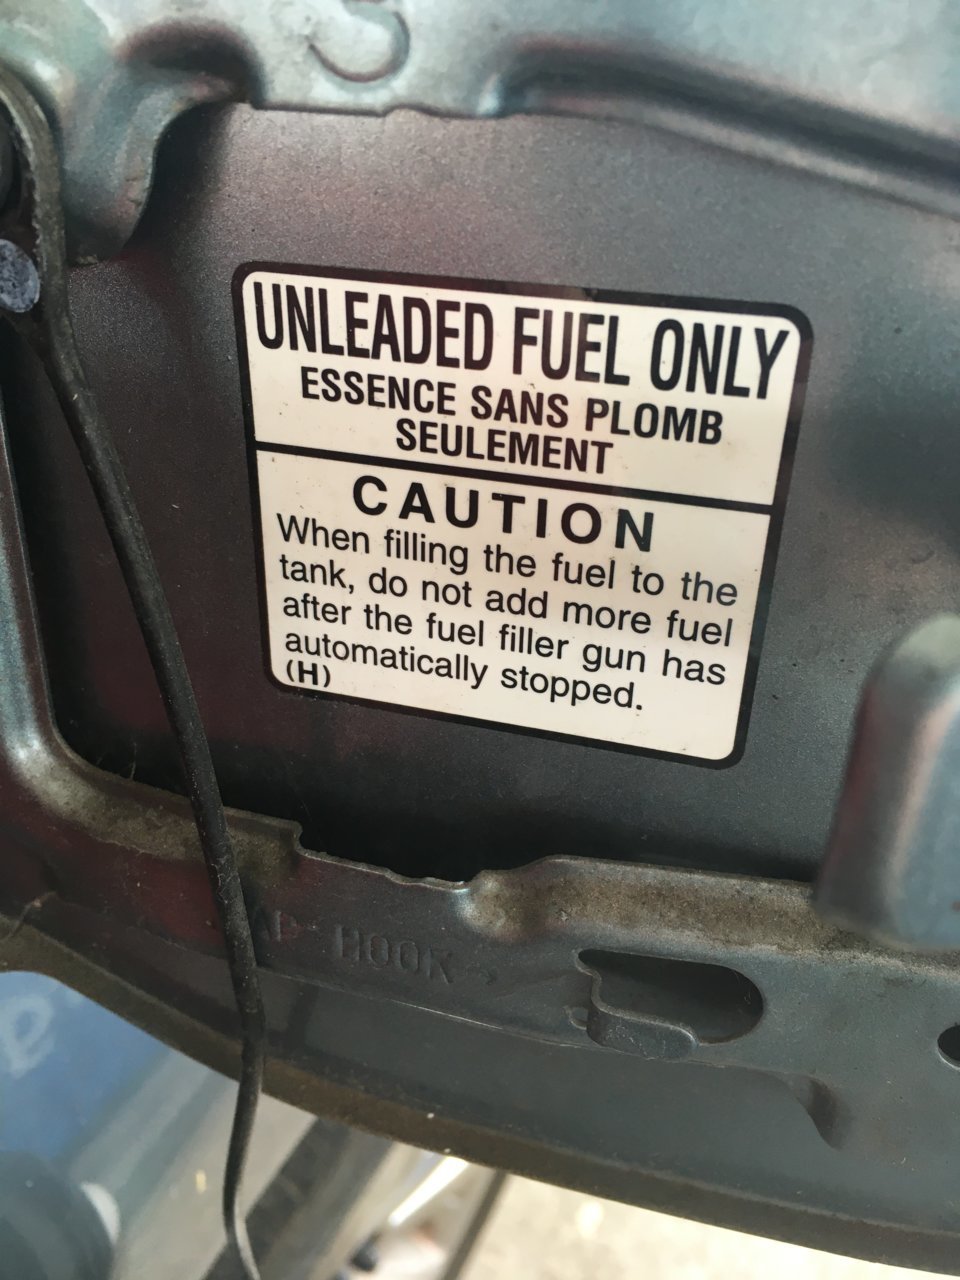 UNLEADED FUEL ONLY
ESSENCE SANS PLOMB
SEULEMENT
CAUTION
When filling the fuel to the
tank, do not add more fuel
after the fuel filler gun has
automatically stopped.
(H)
HOOK